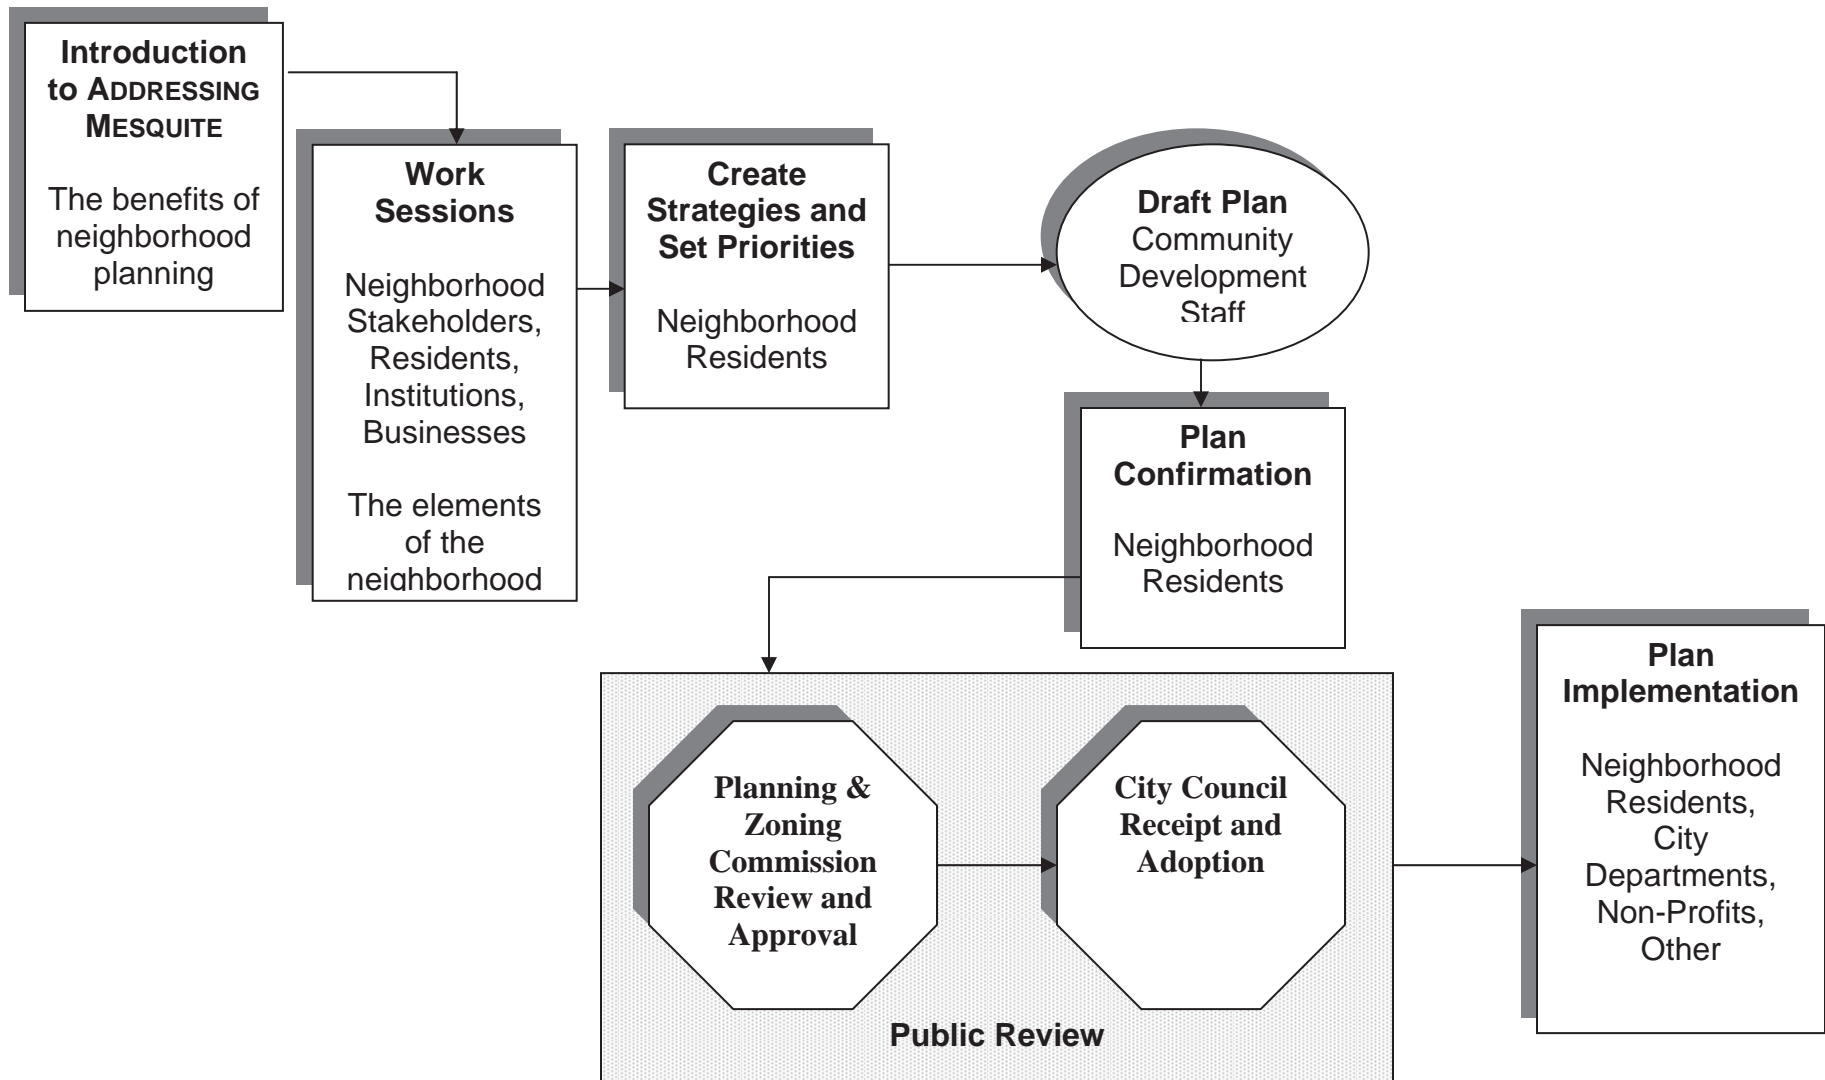 Introduction
to ADDRESSING
MESQUITE
The benefits of
neighborhood
planning
Work
Sessions
Neighborhood
Stakeholders,
Residents,
Institutions,
Businesses
The elements
of the
neighborhood
Create
Strategies and
Set Priorities
Neighborhood
Residents
Draft Plan
Community
Development
Staff
Plan
Confirmation
Neighborhood
Residents
Planning &
Zoning
Commission
Review and
Approval
City Council
Receipt and
Adoption
Public Review
Plan
Implementation
Neighborhood
Residents,
City
Departments,
Non-Profits,
Other